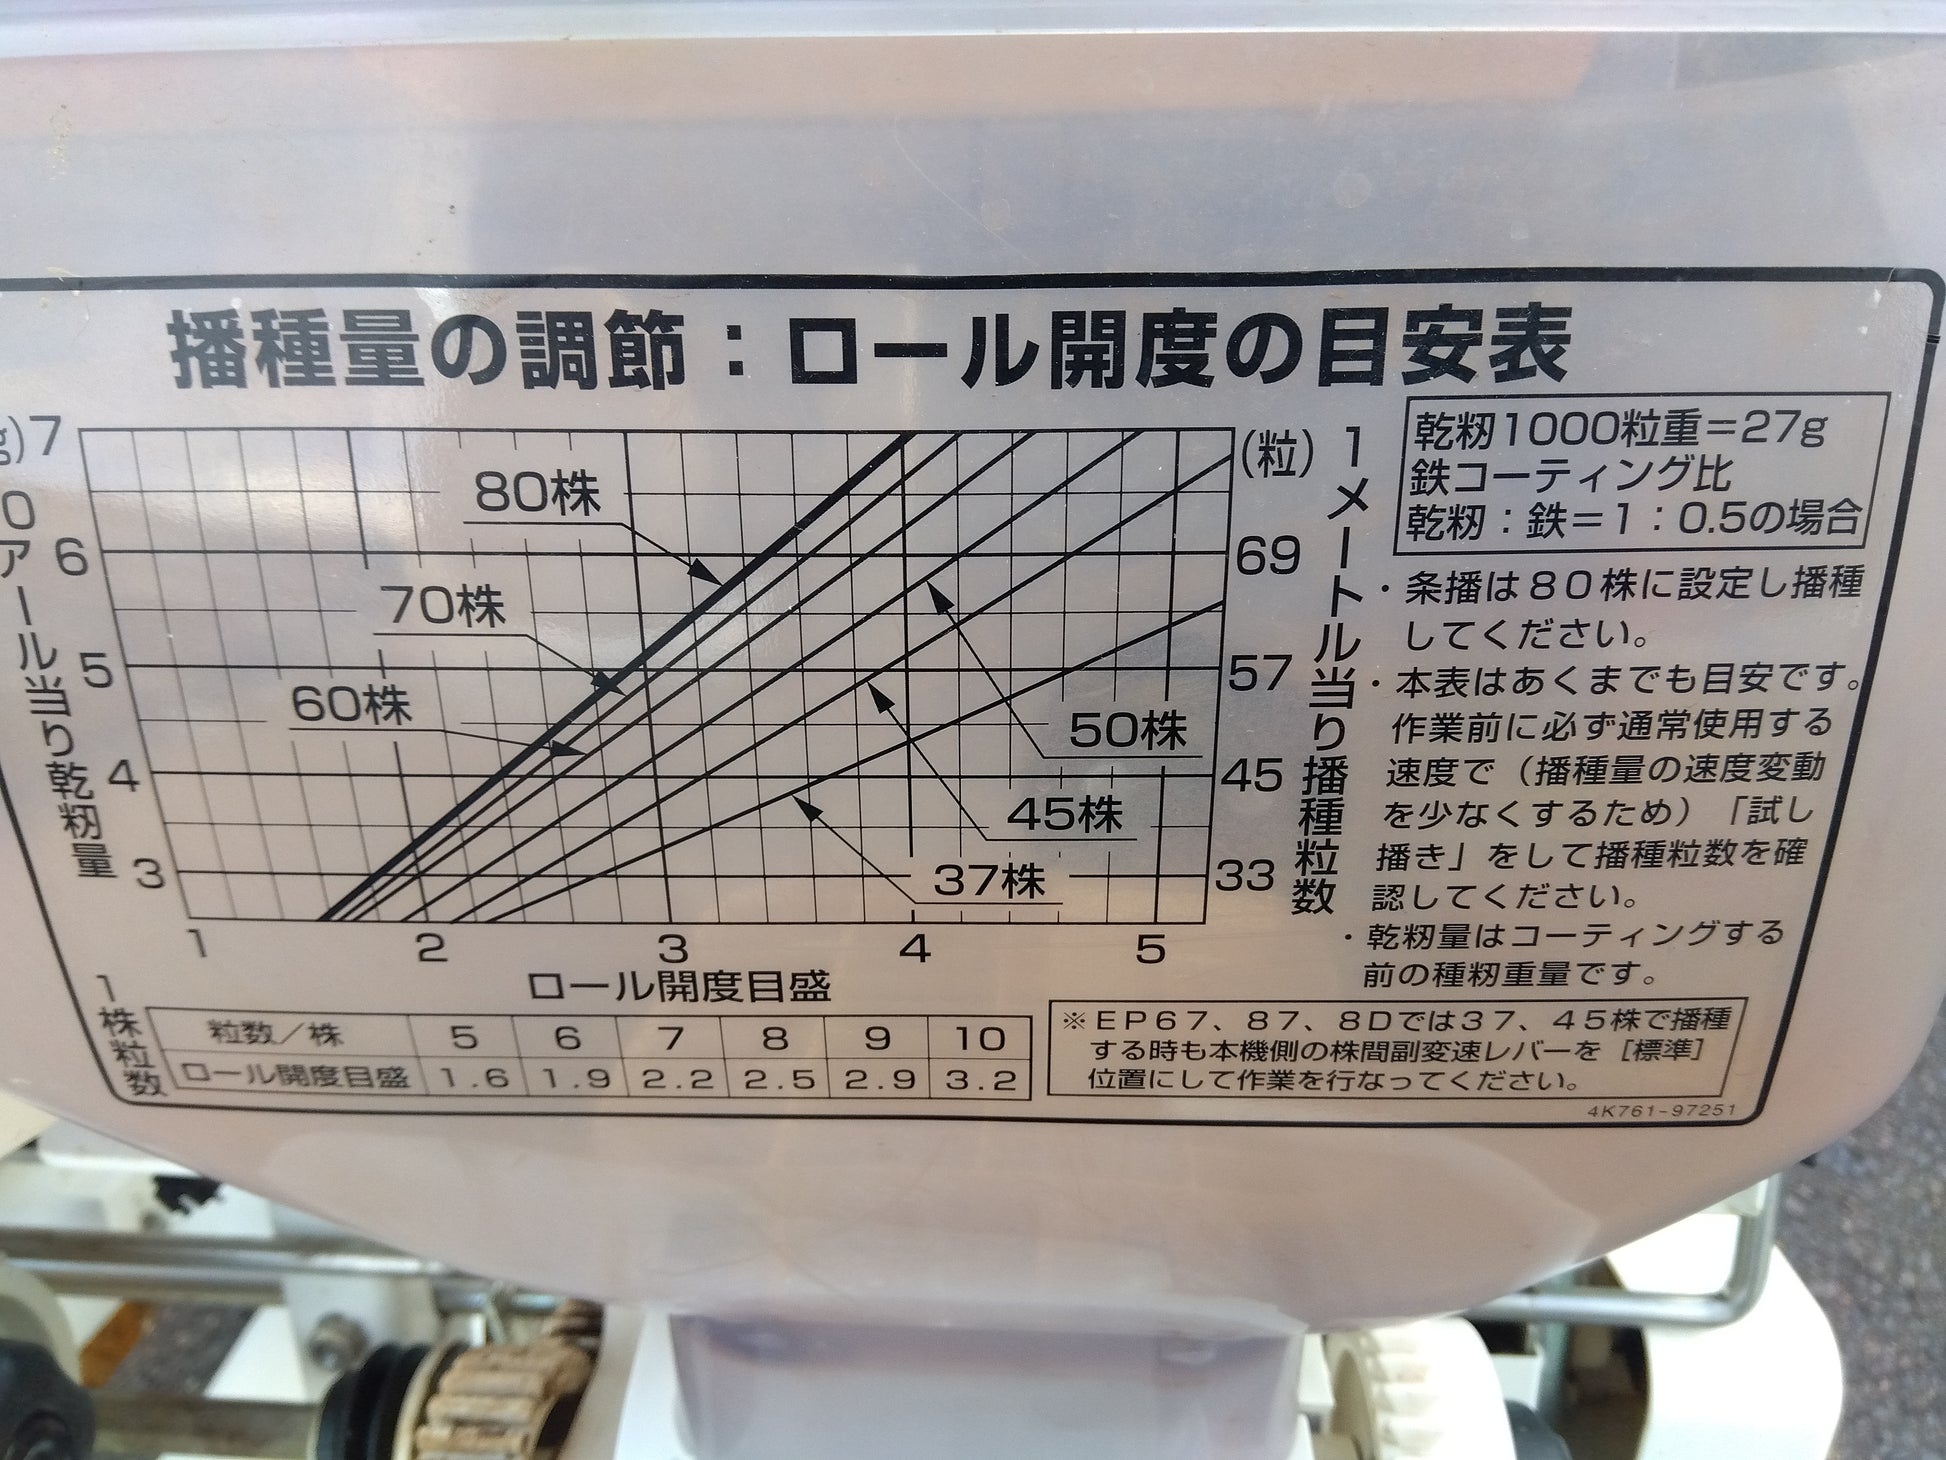 播種量の調節：ロール開度の目安表
g)
0アール当り乾籾量
7
6
5
4
3
80株
70株
60株
50株
45株
37株
(粒)
69
57
45
33
1メートル当り播種粒数
1 2 3 4 5
ロール開度目盛
乾籾1000粒重＝27g
鉄コーティング比
乾籾：鉄＝1：0.5の場合
・条播は80株に設定し播種
してください。
・本表はあくまでも目安です。
作業前に必ず通常使用する
速度で（播種量の速度変動
を少なくするため）「試し
播き」をして播種粒数を確
認してください。
・乾籾量はコーティングする
前の種籾重量です。
1株粒数
粒数／株 5 6 7 8 9 10
ロール開度目盛 1.6 1.9 2.2 2.5 2.9 3.2
※EP67、87、8Dでは37、45株で播種
する時も本機側の株間副変速レバーを［標準］
位置にして作業を行なってください。
4K761-97251